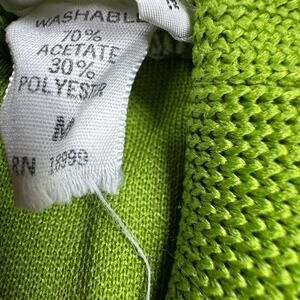 WASHABLE
70%
ACETATE
30%
POLYESTER
M
RN 18999